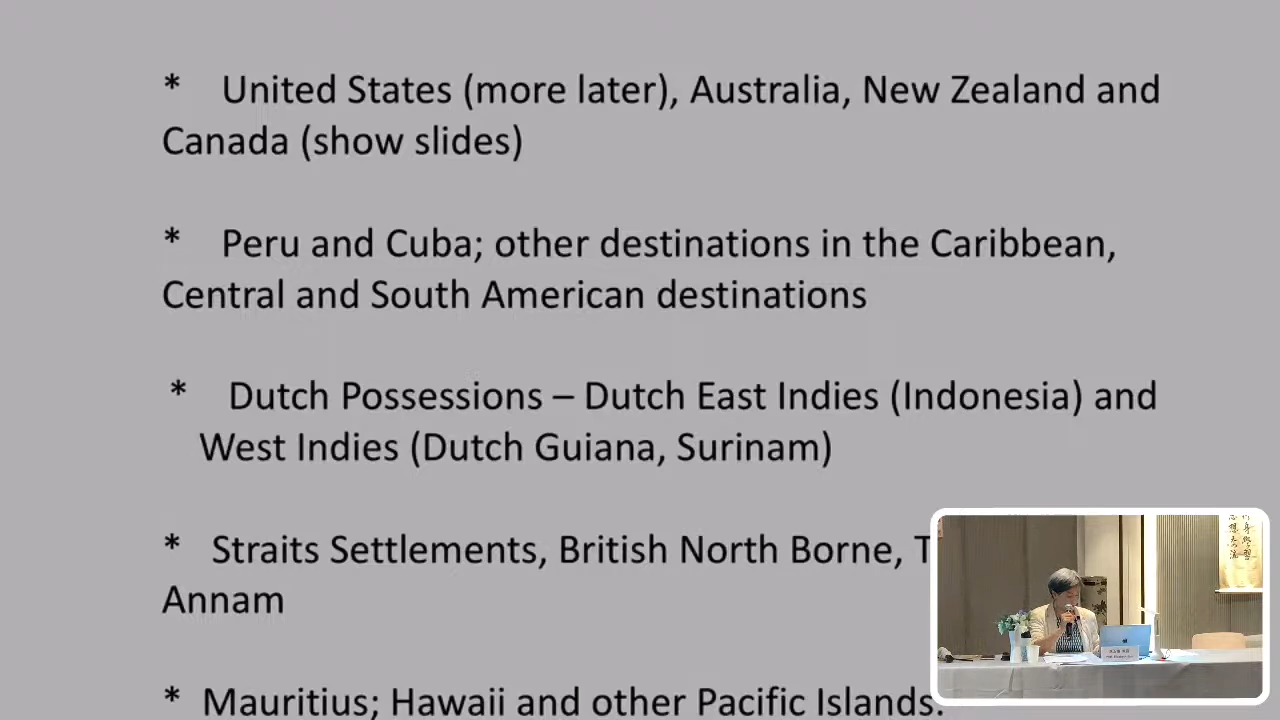 * United States (more later), Australia, New Zealand and
Canada (show slides)
* Peru and Cuba; other destinations in the Caribbean,
Central and South American destinations
* Dutch Possessions – Dutch East Indies (Indonesia) and
West Indies (Dutch Guiana, Surinam)
* Straits Settlements, British North Borne,
Annam
* Mauritius; Hawaii and other Pacific Islands.